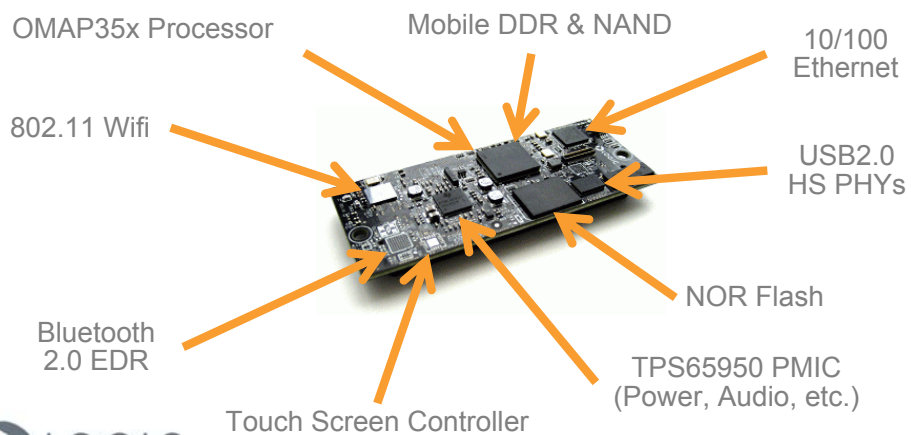 OMAP35x Processor
Mobile DDR & NAND
10/100
Ethernet
802.11 Wifi
USB2.0
HS PHYs
NOR Flash
Bluetooth
2.0 EDR
TPS65950 PMIC
(Power, Audio, etc.)
Touch Screen Controller